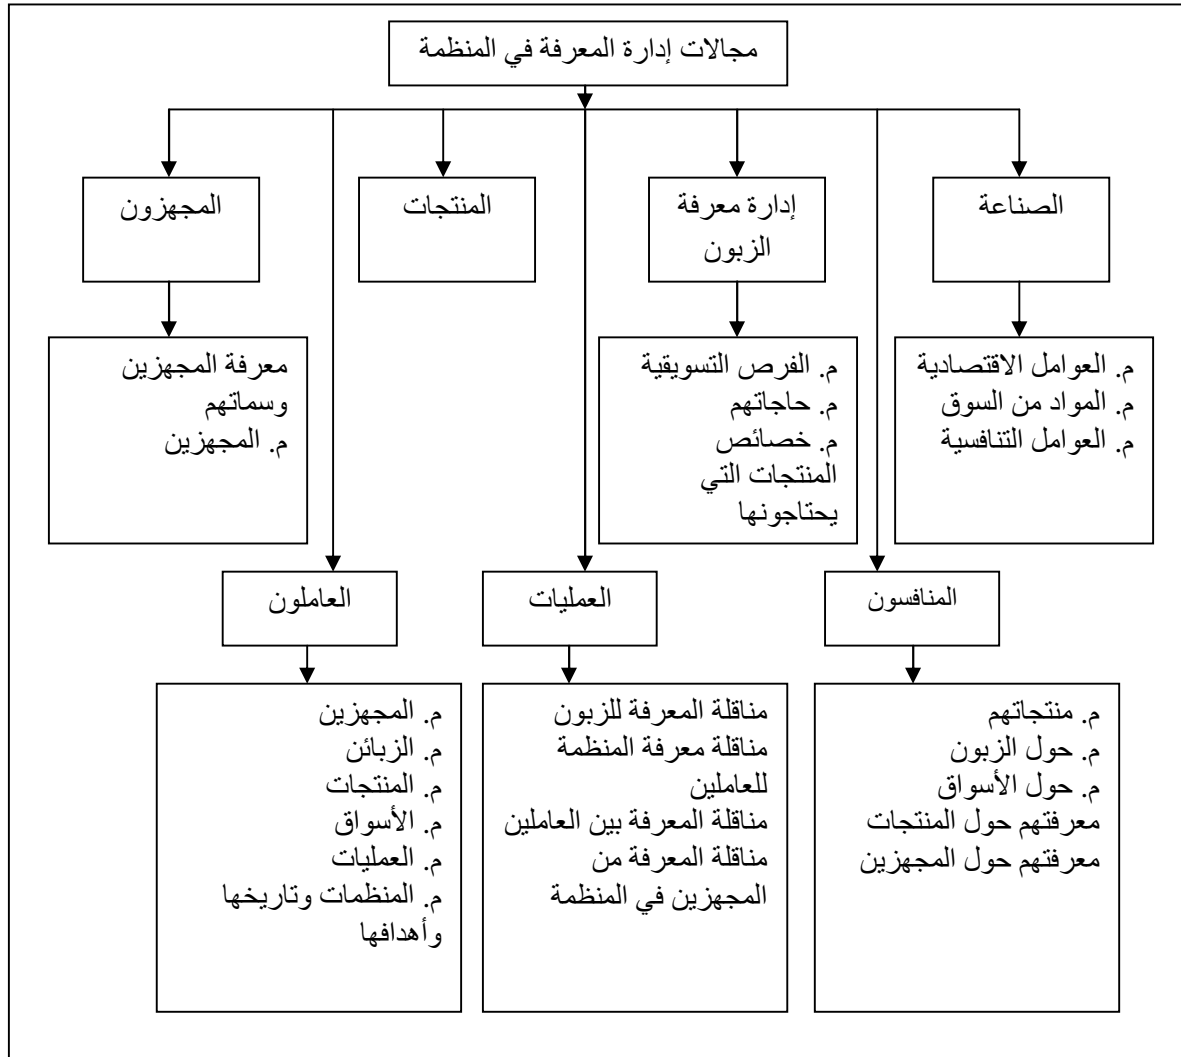 مجالات إدارة المعرفة في المنظمة
الصناعة
إدارة معرفة
الزبون
المنتجات
المجهزون
م. العوامل الاقتصادية
م. المواد من السوق
م. العوامل التنافسية
م. الفرص التسويقية
م. حاجاتهم
م. خصائص
المنتجات التي
يحتاجونها
معرفة المجهزين
وسماتهم
م. المجهزين
المنافسون
العمليات
العاملون
م. منتجاتهم
م. حول الزبون
م. حول الأسواق
معرفتهم حول المنتجات
معرفتهم حول المجهزين
مناقلة المعرفة للزبون
مناقلة معرفة المنظمة
للعاملين
مناقلة المعرفة بين العاملين
مناقلة المعرفة من
المجهزين في المنظمة
م. المجهزين
م. الزبائن
م. المنتجات
م. الأسواق
م. العمليات
م. المنظمات وتاريخها
وأهدافها